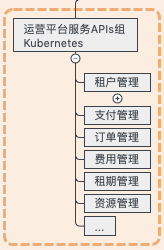 运营平台服务APIs组
Kubernetes
租户管理
支付管理
订单管理
费用管理
租期管理
资源管理
...